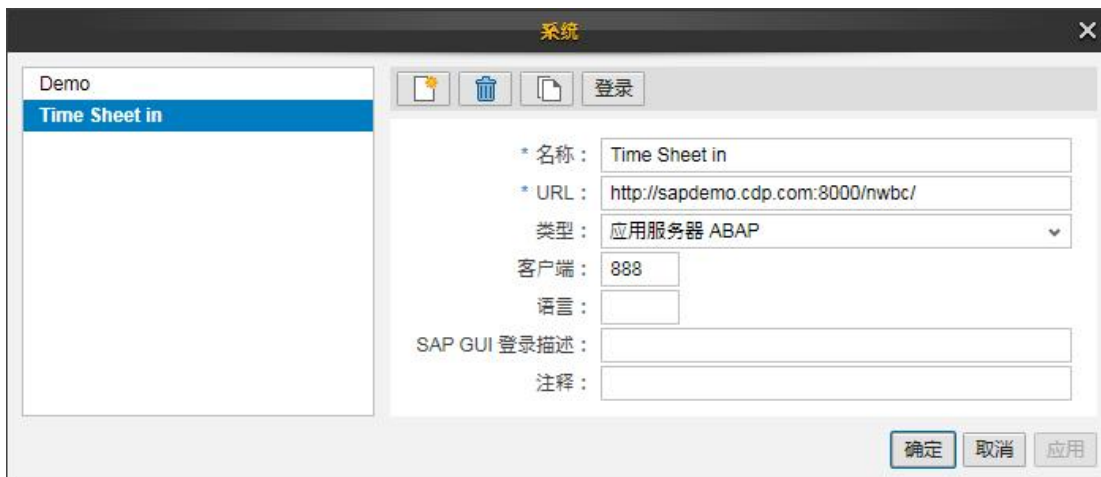 系统
Demo
Time Sheet in
登录
* 名称： Time Sheet in
* URL： http://sapdemo.cdp.com:8000/nwbc/
类型： 应用服务器 ABAP
客户端： 888
语言：
SAP GUI 登录描述：
注释：
确定 取消 应用